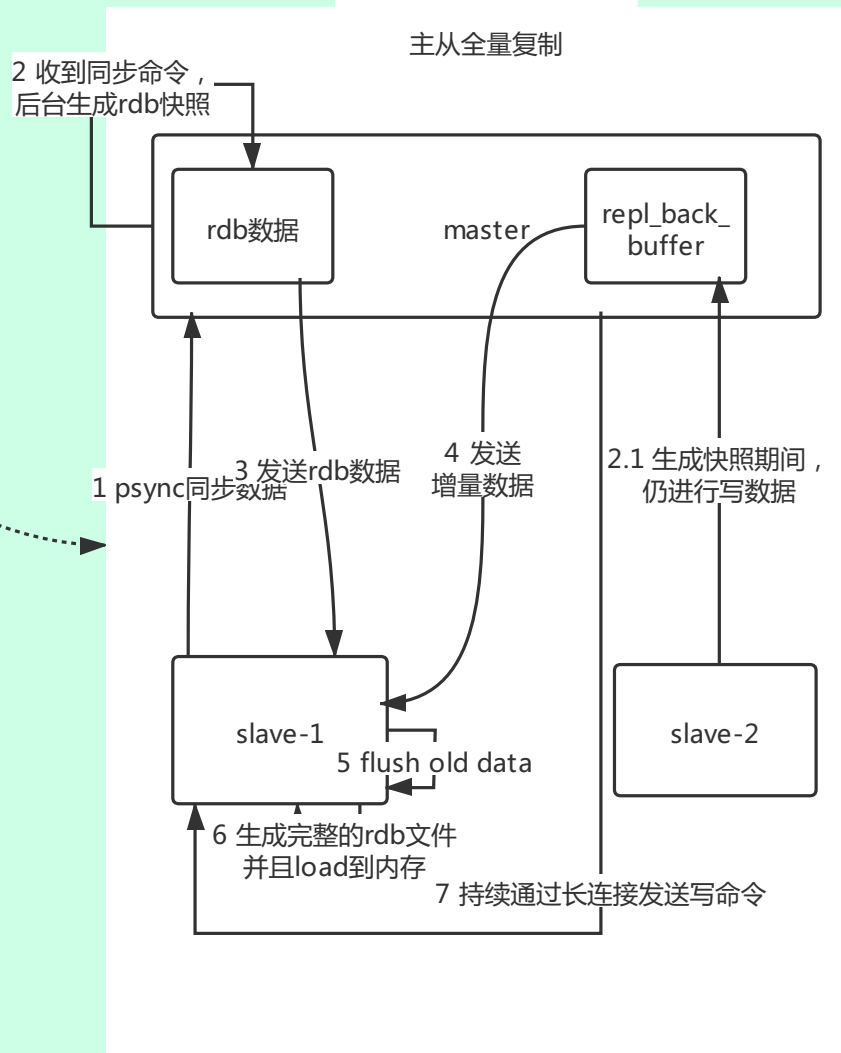 主从全量复制
2 收到同步命令，
后台生成rdb快照
rdb数据
master
repl_back_
buffer
1 psync同步数据
3 发送rdb数据
4 发送
增量数据
2.1 生成快照期间，
仍进行写数据
slave-1
slave-2
5 flush old data
6 生成完整的rdb文件
并且load到内存
7 持续通过长连接发送写命令